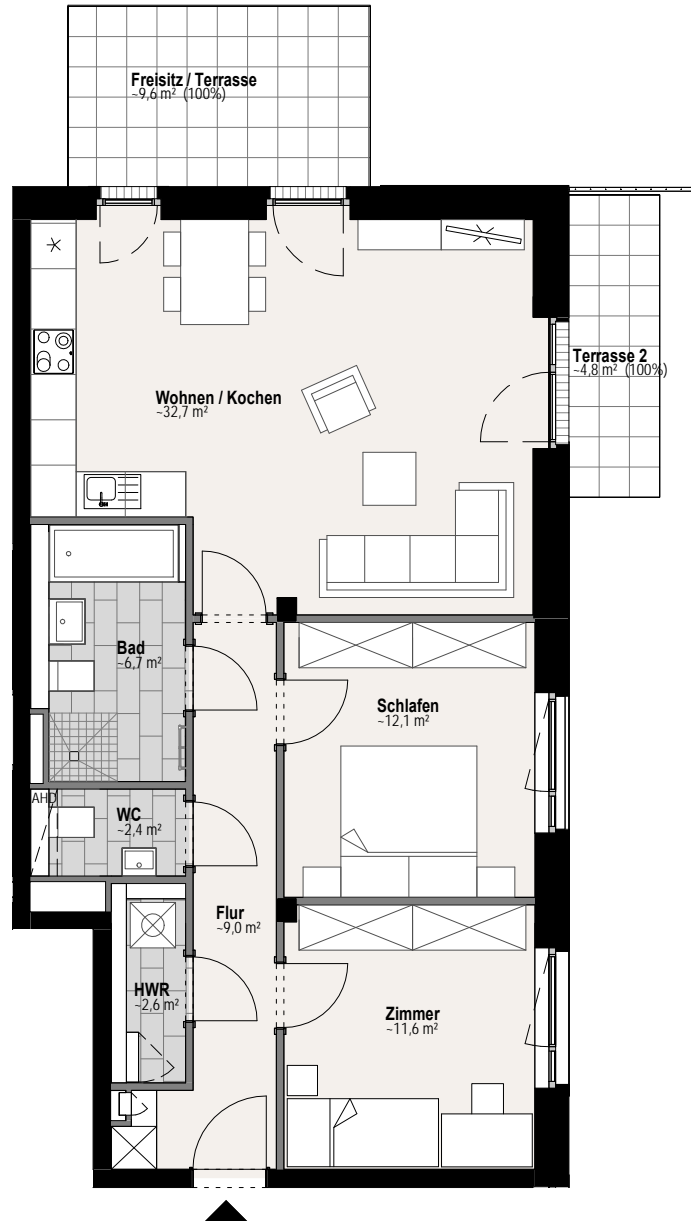 Freisitz / Terrasse
~9,6 m² (100%)
Terrasse 2
~4,8 m² (100%)
Wohnen / Kochen
~32,7 m²
Bad
~6,7 m²
Schlafen
~12,1 m²
AHD
WC
~2,4 m²
Flur
~9,0 m²
HWR
~2,6 m²
Zimmer
~11,6 m²